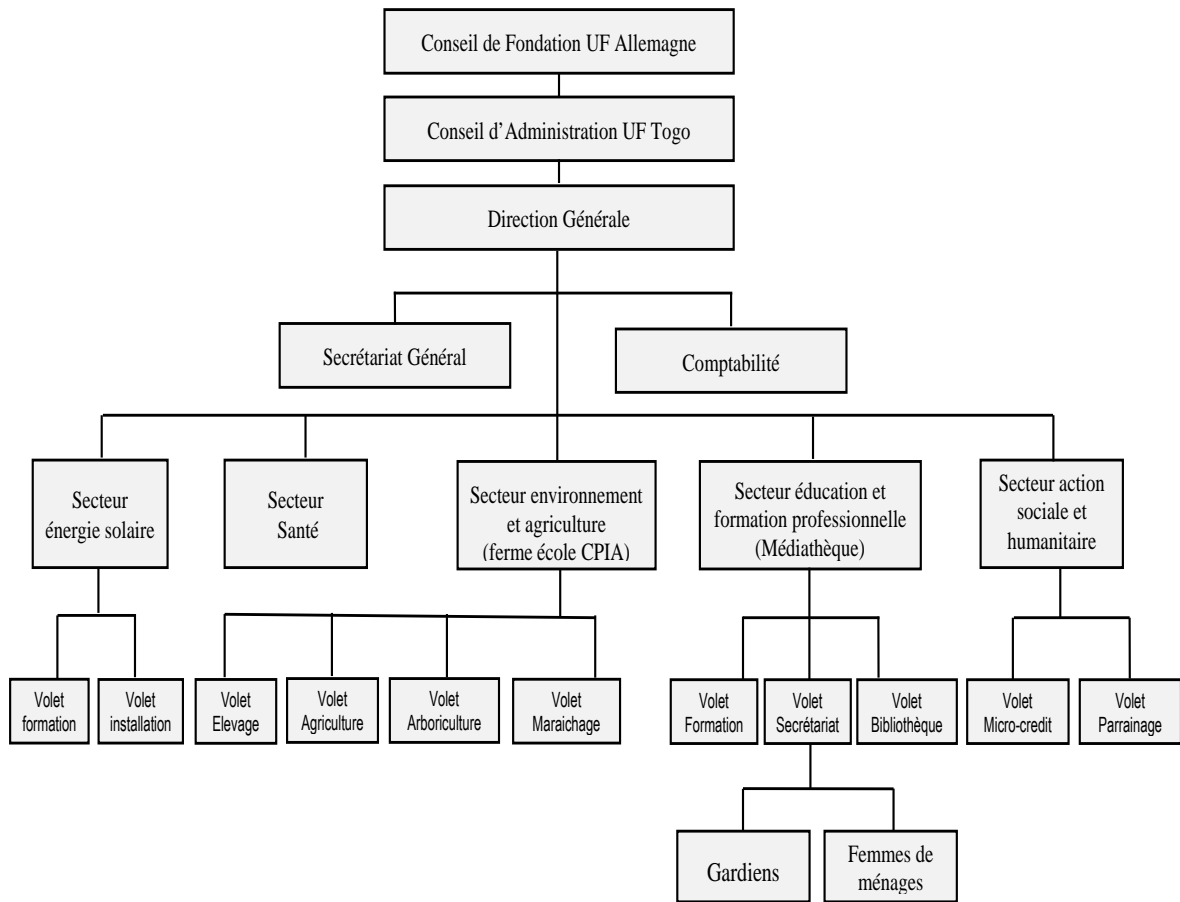 Conseil de Fondation UF Allemagne
Conseil d'Administration UF Togo
Direction Générale
Secrétariat Général
Comptabilité
Secteur
énergie solaire
Secteur
Santé
Secteur environnement
et agriculture
(ferme école CPIA)
Secteur éducation et
formation professionnelle
(Médiathèque)
Secteur action
sociale et
humanitaire
Volet
formation
Volet
installation
Volet
Elevage
Volet
Agriculture
Volet
Arboriculture
Volet
Maraichage
Volet
Formation
Volet
Secrétariat
Volet
Bibliothèque
Volet
Micro-credit
Volet
Parrainage
Gardiens
Femmes de
ménages